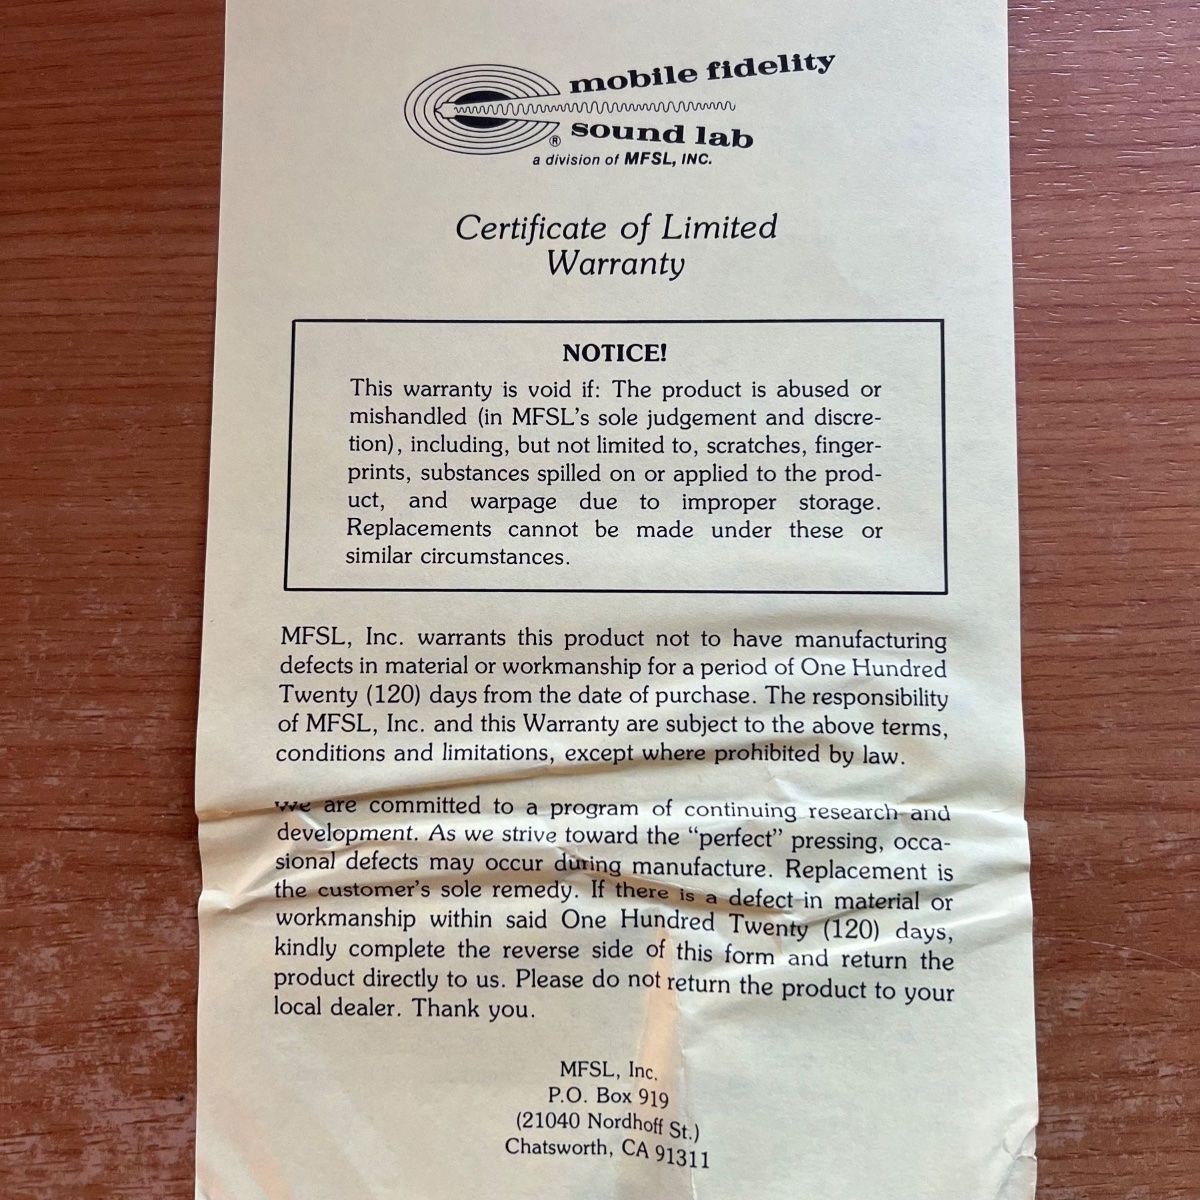 mobile fidelity
sound lab
®
a division of MFSL, INC.
Certificate of Limited
Warranty
NOTICE!
This warranty is void if: The product is abused or
mishandled (in MFSL's sole judgement and discre-
tion), including, but not limited to, scratches, finger-
prints, substances spilled on or applied to the prod-
uct, and warpage due to improper storage.
Replacements cannot be made under these or
similar circumstances.
MFSL, Inc. warrants this product not to have manufacturing
defects in material or workmanship for a period of One Hundred
Twenty (120) days from the date of purchase. The responsibility
of MFSL, Inc. and this Warranty are subject to the above terms,
conditions and limitations, except where prohibited by law.
We are committed to a program of continuing research and
development. As we strive toward the “perfect” pressing, occa-
sional defects may occur during manufacture. Replacement is
the customer's sole remedy. If there is a defect in material or
workmanship within said One Hundred Twenty (120) days,
kindly complete the reverse side of this form and return the
product directly to us. Please do not return the product to your
local dealer. Thank you.
MFSL, Inc.
P.O. Box 919
(21040 Nordhoff St.)
Chatsworth, CA 91311